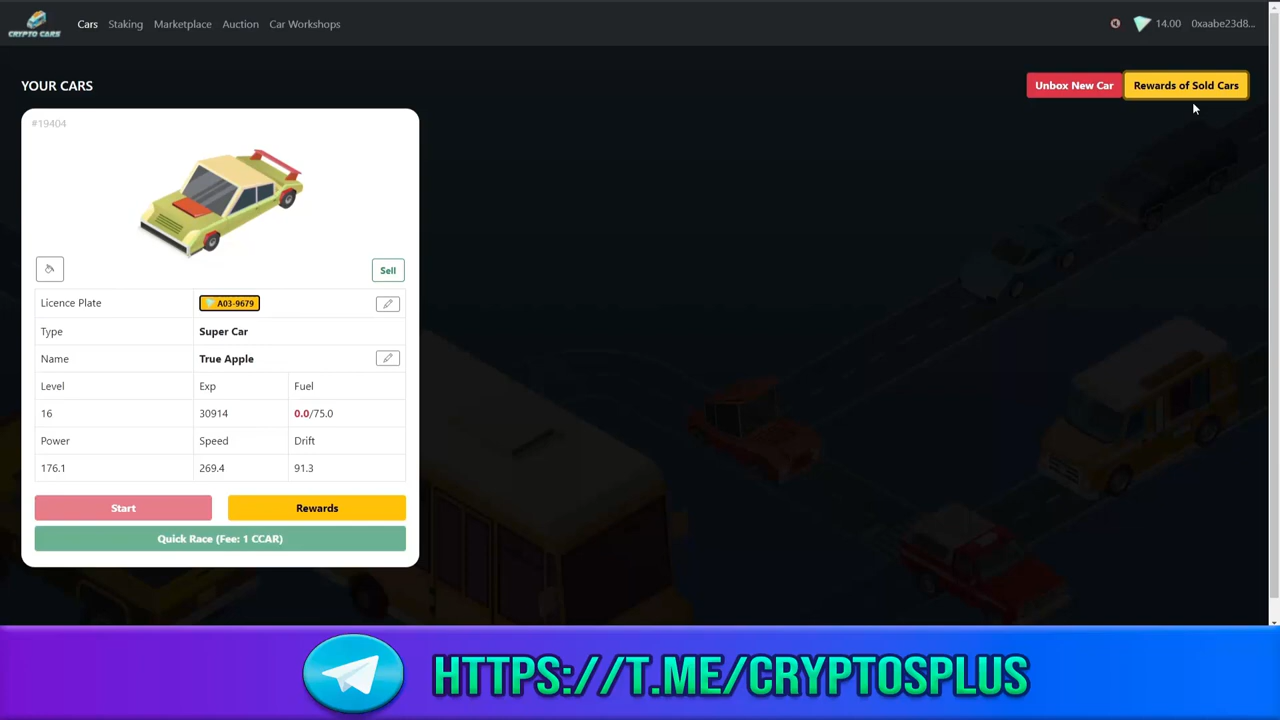 CRYPTO CARS
Cars Staking Marketplace Auction Car Workshops
14.00 0xaabe23d8...
YOUR CARS
Unbox New Car
Rewards of Sold Cars
#19404
Sell
Licence Plate A03-9679
Type Super Car
Name True Apple
Level Exp Fuel
16 30914 0.0/75.0
Power Speed Drift
176.1 269.4 91.3
Start Rewards
Quick Race (Fee: 1 CCAR)
HTTPS://T.ME/CRYPTOSPLUS